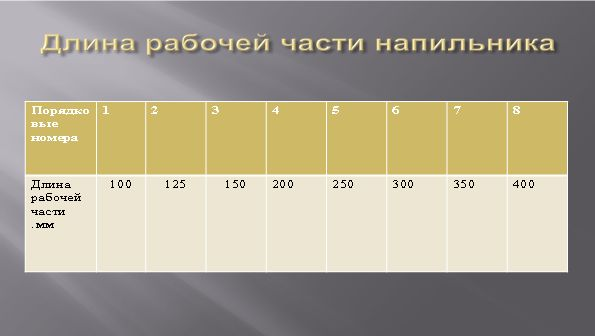 Длина рабочей части напильника
Порядко 1 2 3 4 5 6 7 8
вые
номера
Длина 100 125 150 200 250 300 350 400
рабочей
части
.мм